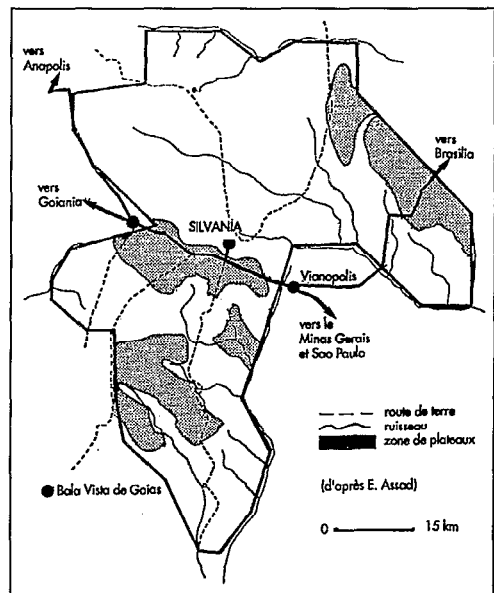 vers
Anapolis
vers
Goiania
vers
Brasilia
SILVANIA
Vianopolis
vers le
Minas Gerais
et Sao Paulo
route de terre
ruisseau
zone de plateaux
Bala Vista de Goias
(d'après E. Assad)
0 15 km